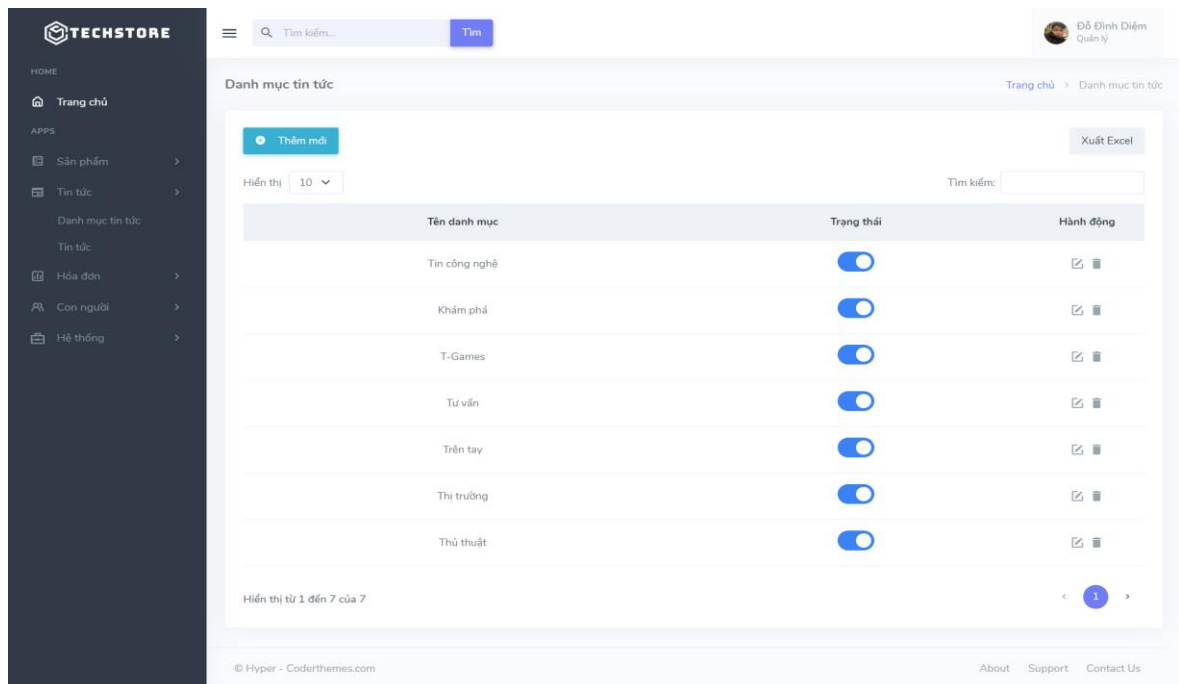 TECHSTORE
Tìm kiếm...
Tìm
Đỗ Đình Diệm
Quản lý
HOME
Trang chủ
APPS
Sản phẩm
Tin tức
Danh mục tin tức
Tin tức
Hóa đơn
Con người
Hệ thống
Danh mục tin tức
Trang chủ > Danh mục tin tức
Thêm mới
Xuất Excel
Hiển thị 10
Tìm kiếm:
Tên danh mục Trạng thái Hành động
Tin công nghệ
Khám phá
T-Games
Tư vấn
Trên tay
Thị trường
Thủ thuật
Hiển thị từ 1 đến 7 của 7
1
© Hyper - Coderthemes.com
About Support Contact Us